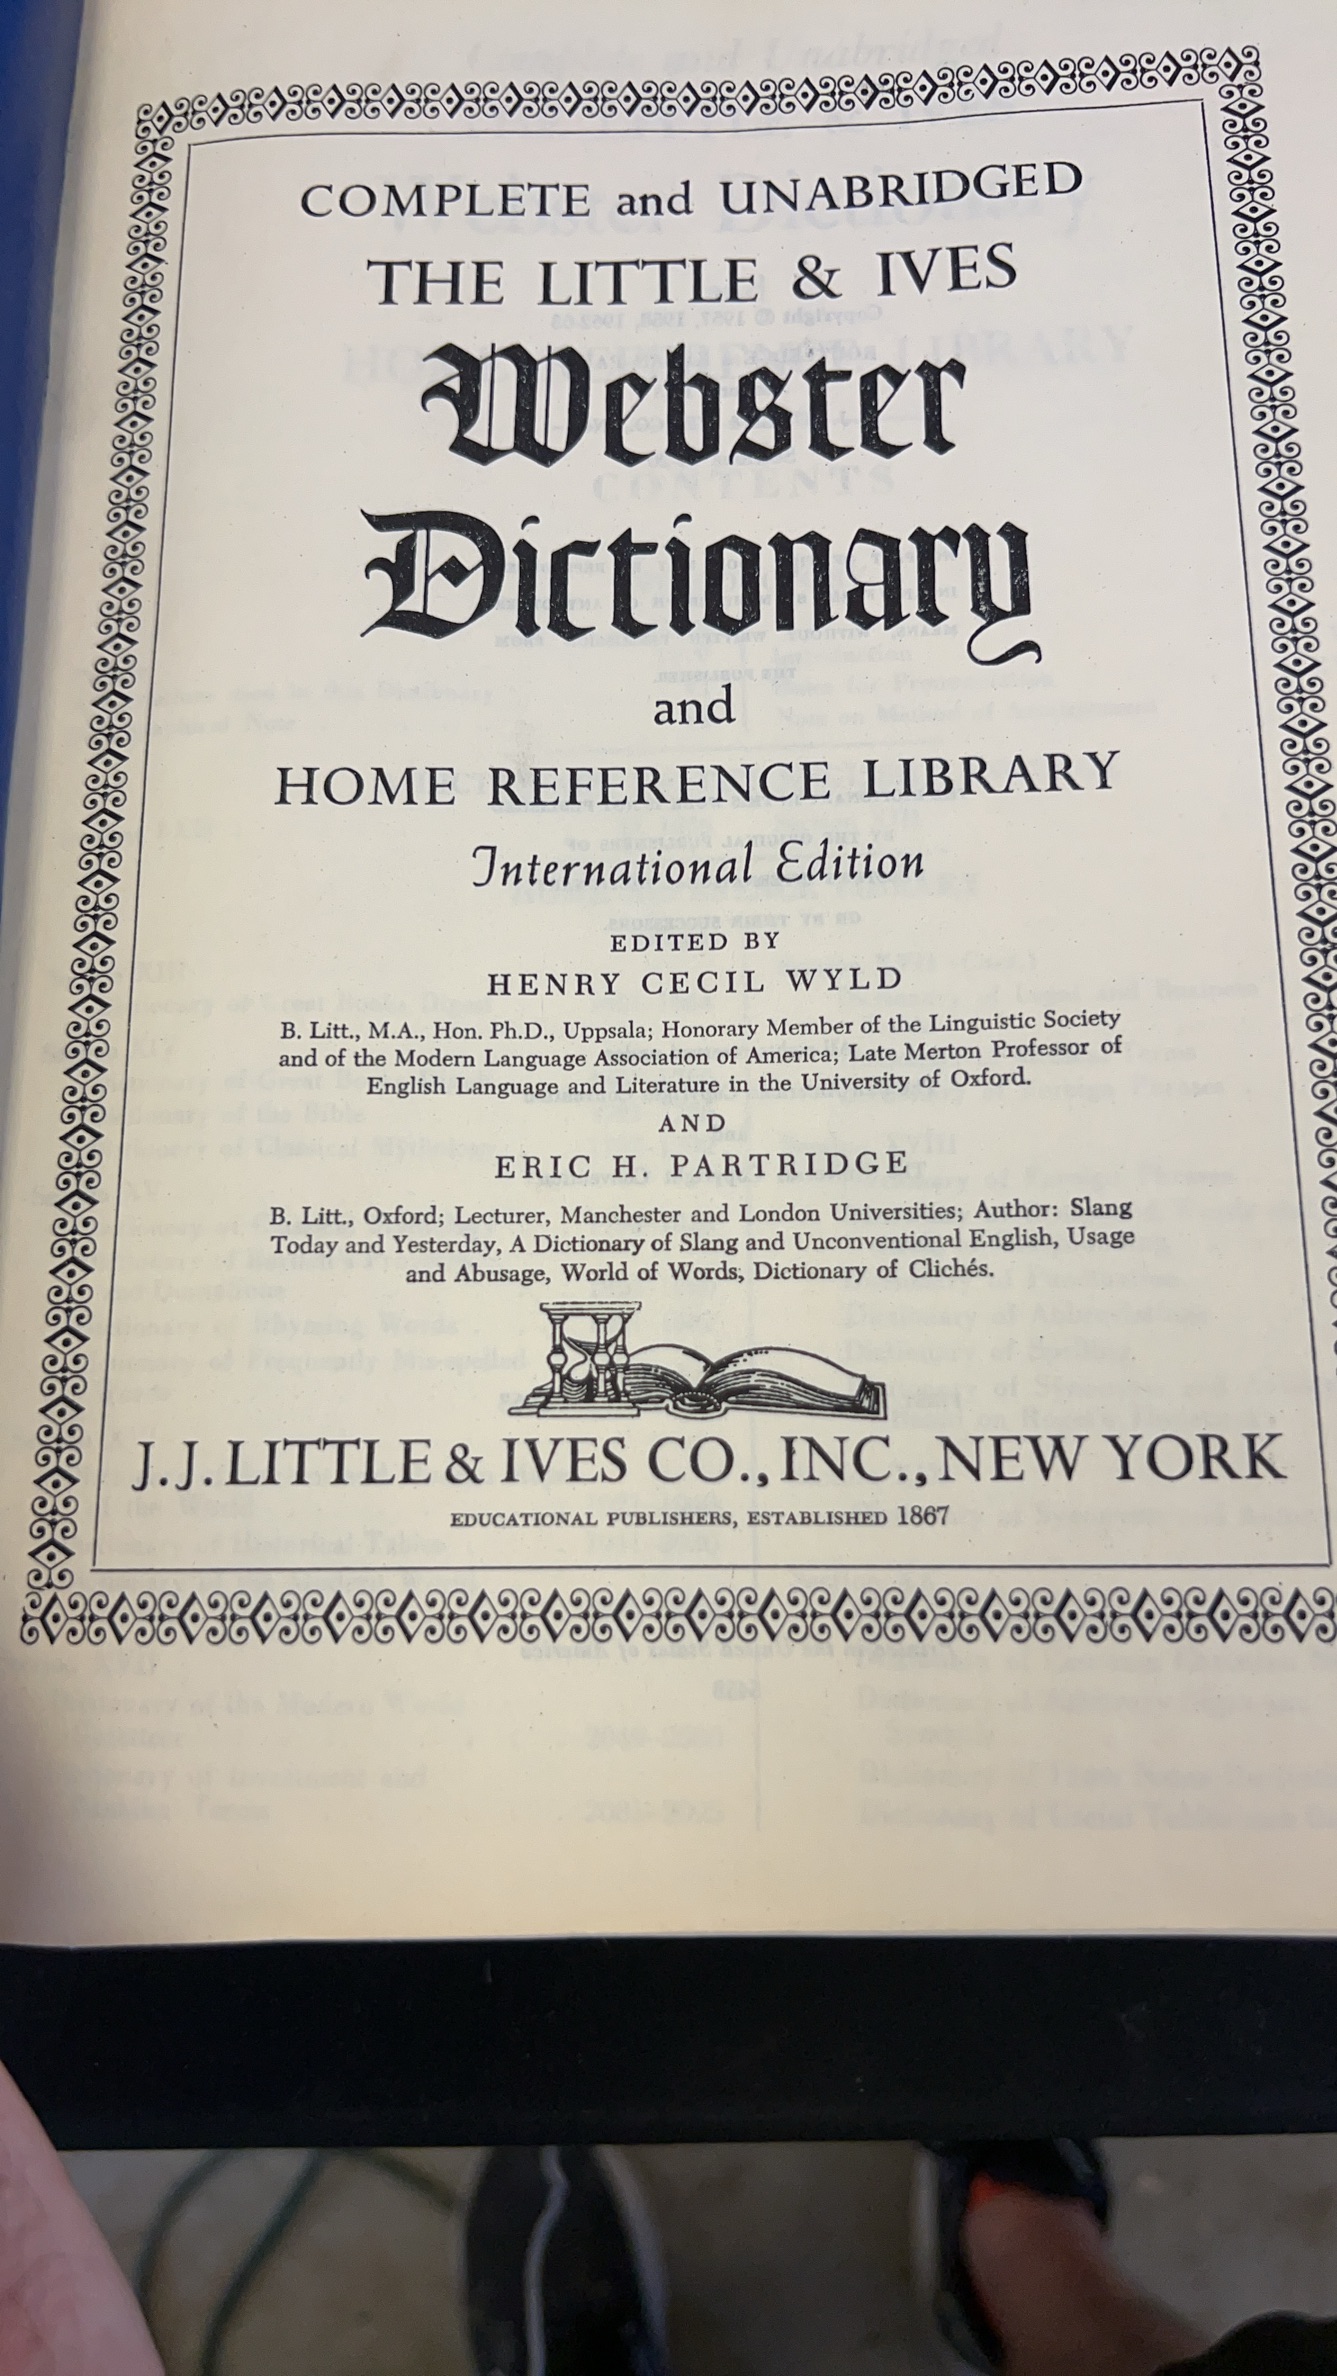 COMPLETE and UNABRIDGED
THE LITTLE & IVES
Webster
Dictionary
and
HOME REFERENCE LIBRARY
International Edition
EDITED BY
HENRY CECIL WYLD
B. Litt., M.A., Hon. Ph.D., Uppsala; Honorary Member of the Linguistic Society
and of the Modern Language Association of America; Late Merton Professor of
English Language and Literature in the University of Oxford.
AND
ERIC H. PARTRIDGE
B. Litt., Oxford; Lecturer, Manchester and London Universities; Author: Slang
Today and Yesterday, A Dictionary of Slang and Unconventional English, Usage
and Abusage, World of Words, Dictionary of Clichés.
J. J. LITTLE & IVES CO., INC., NEW YORK
EDUCATIONAL PUBLISHERS, ESTABLISHED 1867